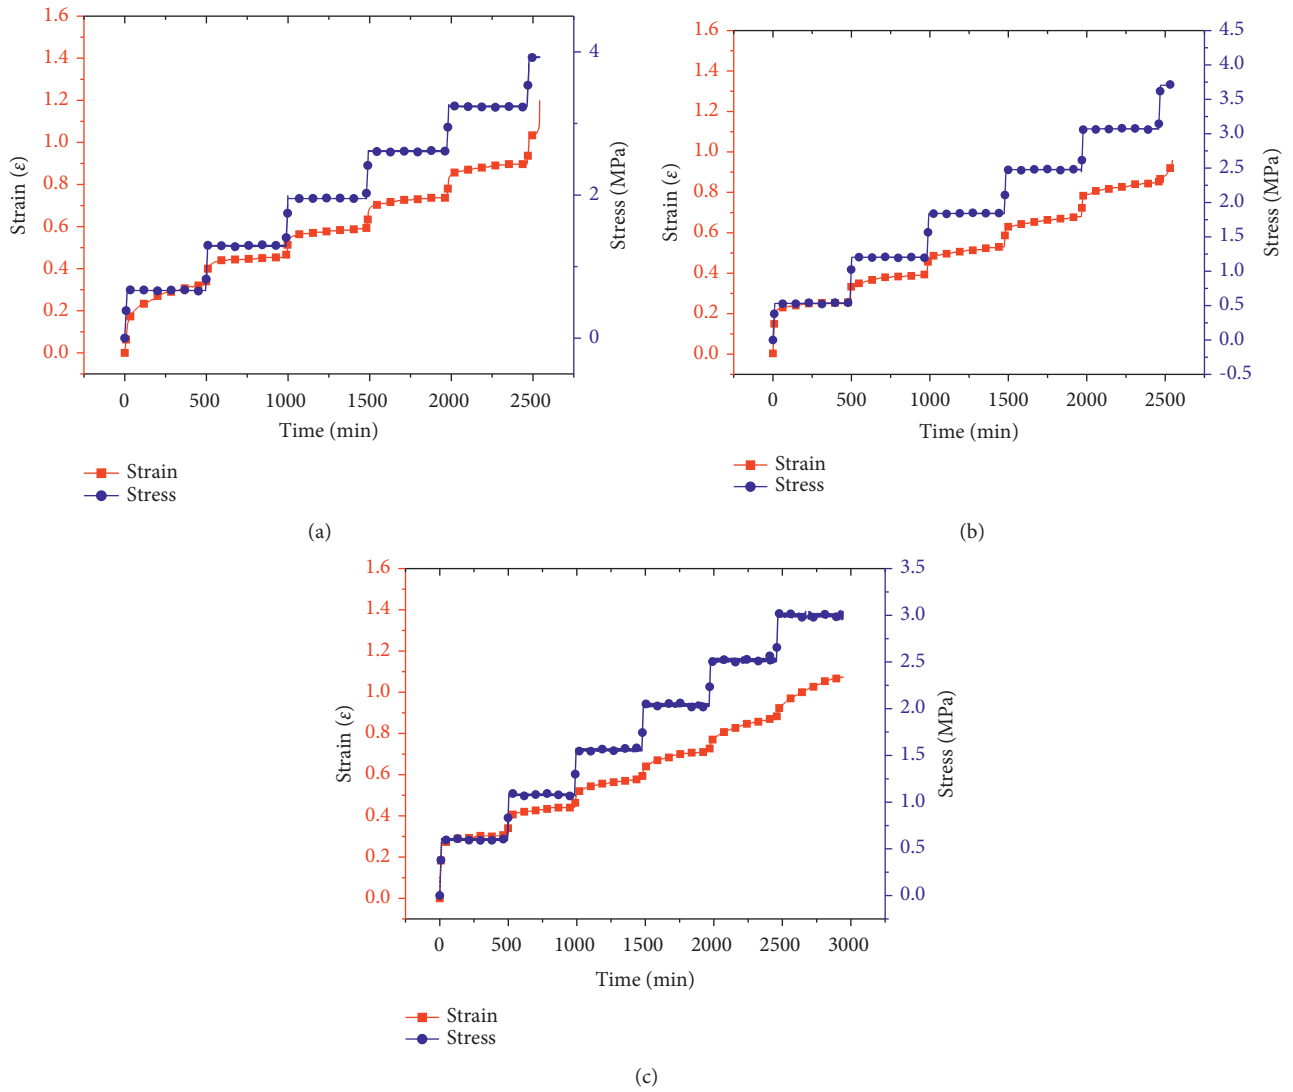 1.6
1.4
1.2
1.0
0.8
0.6
0.4
0.2
0.0
Strain (ε)
4
2
0
Stress (MPa)
0 500 1000 1500 2000 2500
Time (min)
Strain
Stress
(a)
1.6
1.4
1.2
1.0
0.8
0.6
0.4
0.2
0.0
Strain (ε)
4.5
4.0
3.5
3.0
2.5
2.0
1.5
1.0
0.5
0.0
-0.5
Stress (MPa)
0 500 1000 1500 2000 2500
Time (min)
Strain
Stress
(b)
1.6
1.4
1.2
1.0
0.8
0.6
0.4
0.2
0.0
Strain (ε)
3.5
3.0
2.5
2.0
1.5
1.0
0.5
0.0
Stress (MPa)
0 500 1000 1500 2000 2500 3000
Time (min)
Strain
Stress
(c)